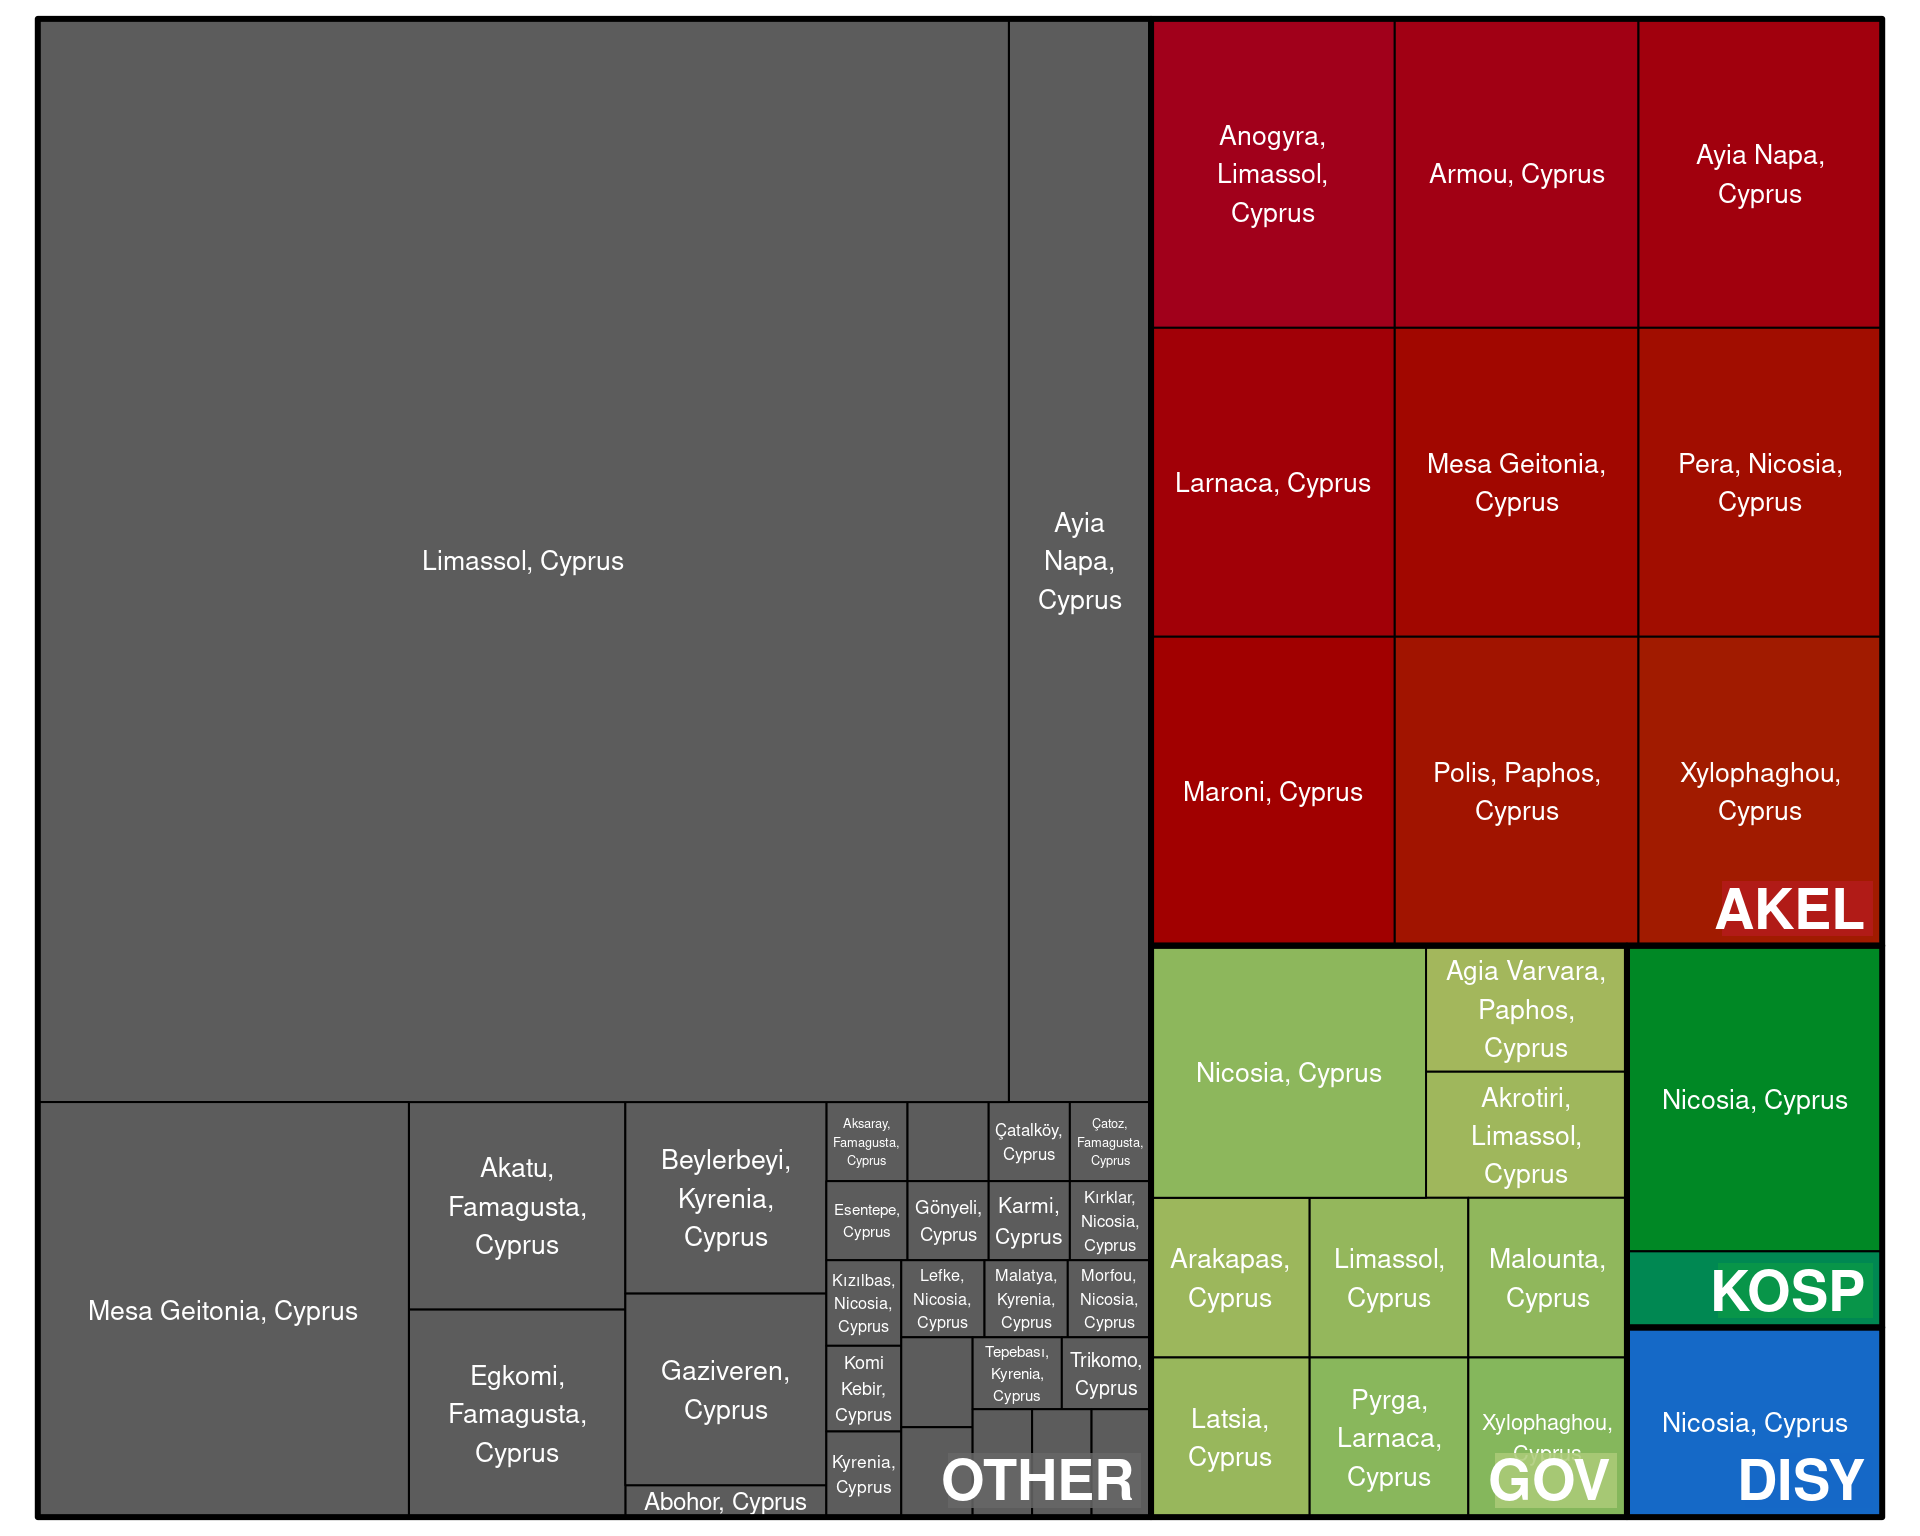 Limassol, Cyprus
Ayia
Napa,
Cyprus
Mesa Geitonia, Cyprus
Akatu,
Famagusta,
Cyprus
Egkomi,
Famagusta,
Cyprus
Beylerbeyi,
Kyrenia,
Cyprus
Gaziveren,
Cyprus
Abohor, Cyprus
Aksaray,
Famagusta,
Cyprus
Çatalköy,
Cyprus
Çatoz,
Famagusta,
Cyprus
Esentepe,
Cyprus
Gönyeli,
Cyprus
Karmi,
Cyprus
Kırklar,
Nicosia,
Cyprus
Kızılbas,
Nicosia,
Cyprus
Lefke,
Nicosia,
Cyprus
Malatya,
Kyrenia,
Cyprus
Morfou,
Nicosia,
Cyprus
Komi
Kebir,
Cyprus
Tepebası,
Kyrenia,
Cyprus
Trikomo,
Cyprus
Kyrenia,
Cyprus
OTHER
Anogyra,
Limassol,
Cyprus
Armou, Cyprus
Ayia Napa,
Cyprus
Larnaca, Cyprus
Mesa Geitonia,
Cyprus
Pera, Nicosia,
Cyprus
Maroni, Cyprus
Polis, Paphos,
Cyprus
Xylophaghou,
Cyprus
AKEL
Nicosia, Cyprus
Agia Varvara,
Paphos,
Cyprus
Akrotiri,
Limassol,
Cyprus
Arakapas,
Cyprus
Limassol,
Cyprus
Malounta,
Cyprus
Latsia,
Cyprus
Pyrga,
Larnaca,
Cyprus
Xylophaghou,
Cyprus
GOV
Nicosia, Cyprus
KOSP
Nicosia, Cyprus
DISY